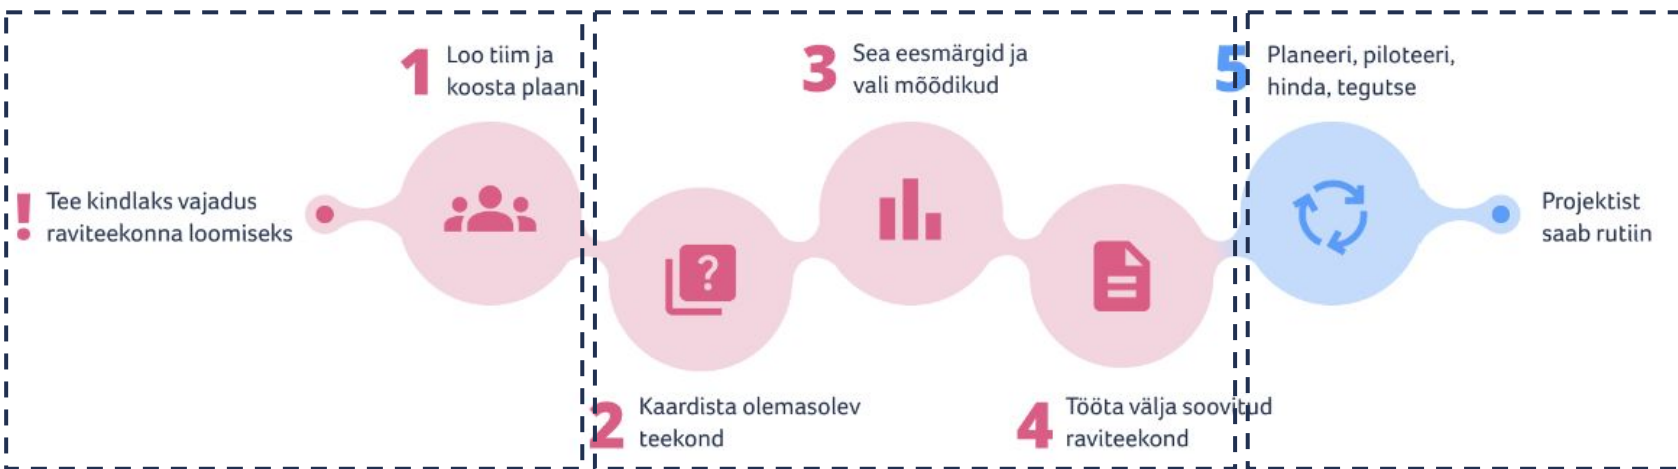 !
Tee kindlaks vajadus
raviteekonna loomiseks
1
Loo tiim ja
koosta plaan
2
Kaardista olemasolev
teekond
?
3
Sea eesmärgid ja
vali mõõdikud
4
Tööta välja soovitud
raviteekond
5
Planeeri, piloteeri,
hinda, tegutse
Projektist
saab rutiin